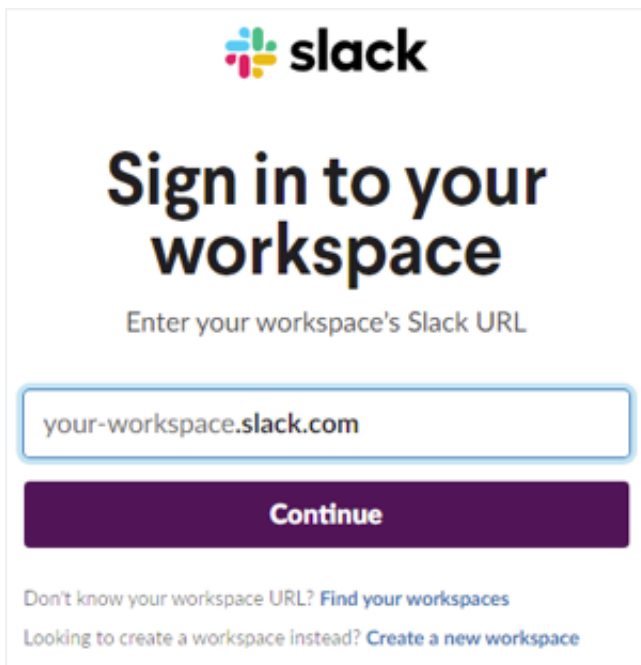 slack
Sign in to your
workspace
Enter your workspace's Slack URL
your-workspace.slack.com
Continue
Don't know your workspace URL? Find your workspaces
Looking to create a workspace instead? Create a new workspace